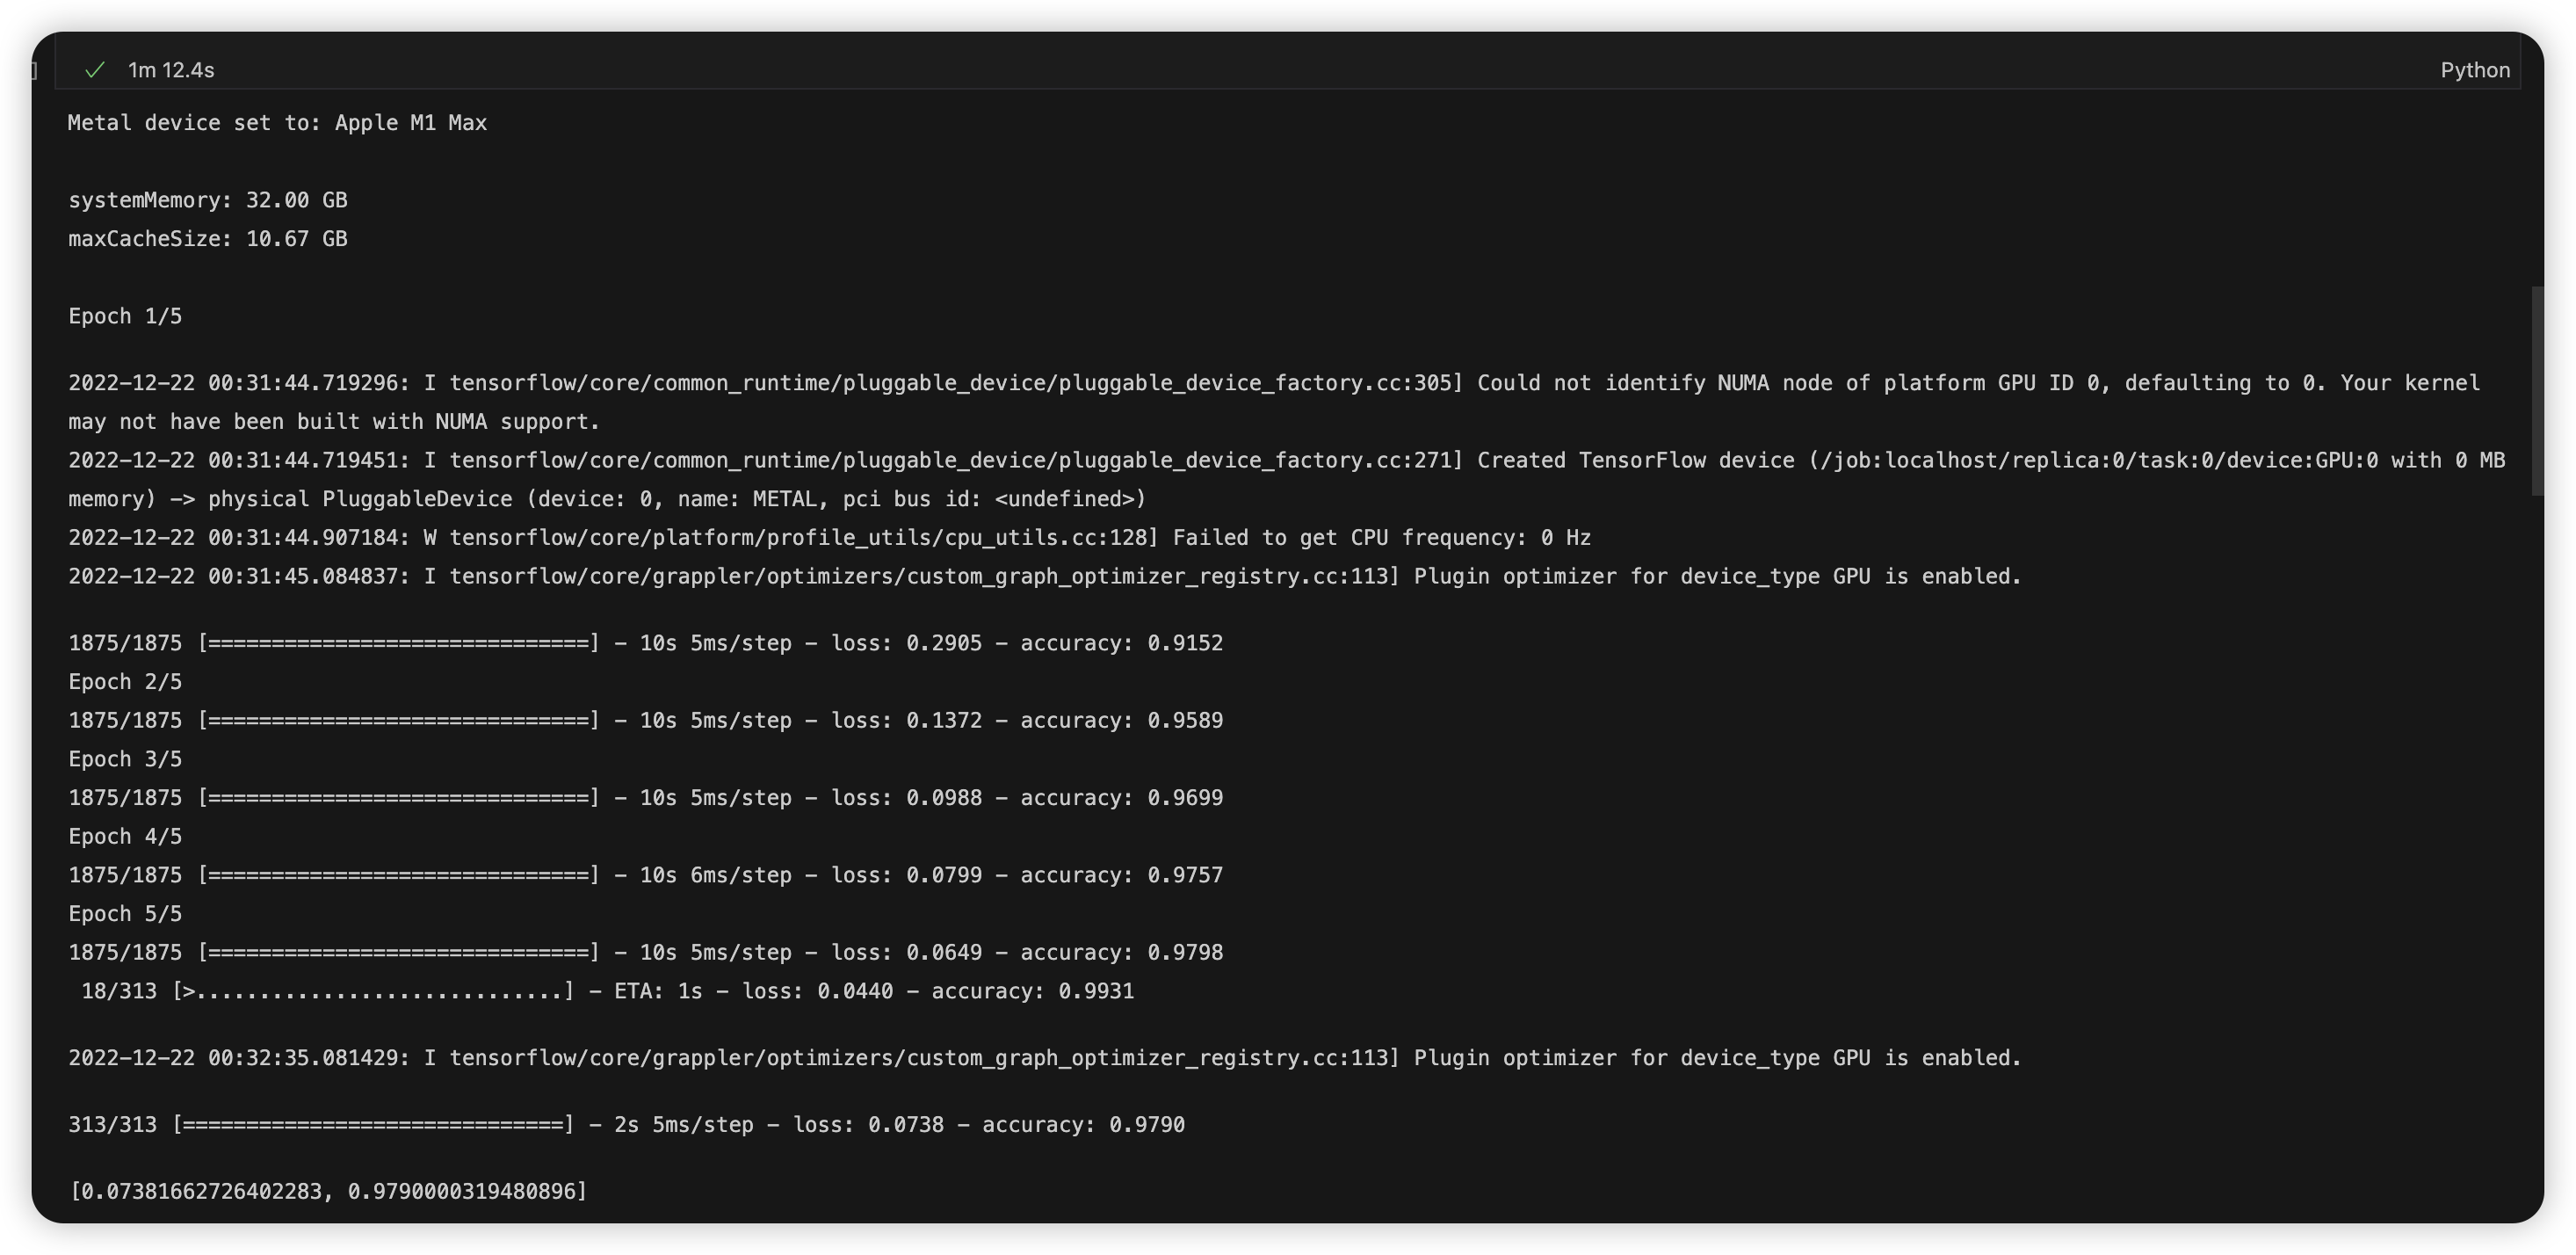 1m 12.4s
Python
Metal device set to: Apple M1 Max
systemMemory: 32.00 GB
maxCacheSize: 10.67 GB
Epoch 1/5
2022-12-22 00:31:44.719296: I tensorflow/core/common_runtime/pluggable_device/pluggable_device_factory.cc:305] Could not identify NUMA node of platform GPU ID 0, defaulting to 0. Your kernel
may not have been built with NUMA support.
2022-12-22 00:31:44.719451: I tensorflow/core/common_runtime/pluggable_device/pluggable_device_factory.cc:271] Created TensorFlow device (/job:localhost/replica:0/task:0/device:GPU:0 with 0 MB
memory) -> physical PluggableDevice (device: 0, name: METAL, pci bus id: <undefined>)
2022-12-22 00:31:44.907184: W tensorflow/core/platform/profile_utils/cpu_utils.cc:128] Failed to get CPU frequency: 0 Hz
2022-12-22 00:31:45.084837: I tensorflow/core/grappler/optimizers/custom_graph_optimizer_registry.cc:113] Plugin optimizer for device_type GPU is enabled.
1875/1875 [==============================] - 10s 5ms/step - loss: 0.2905 - accuracy: 0.9152
Epoch 2/5
1875/1875 [==============================] - 10s 5ms/step - loss: 0.1372 - accuracy: 0.9589
Epoch 3/5
1875/1875 [==============================] - 10s 5ms/step - loss: 0.0988 - accuracy: 0.9699
Epoch 4/5
1875/1875 [==============================] - 10s 6ms/step - loss: 0.0799 - accuracy: 0.9757
Epoch 5/5
1875/1875 [==============================] - 10s 5ms/step - loss: 0.0649 - accuracy: 0.9798
 18/313 [>.............................] - ETA: 1s - loss: 0.0440 - accuracy: 0.9931
2022-12-22 00:32:35.081429: I tensorflow/core/grappler/optimizers/custom_graph_optimizer_registry.cc:113] Plugin optimizer for device_type GPU is enabled.
313/313 [==============================] - 2s 5ms/step - loss: 0.0738 - accuracy: 0.9790
[0.07381662726402283, 0.9790000319480896]